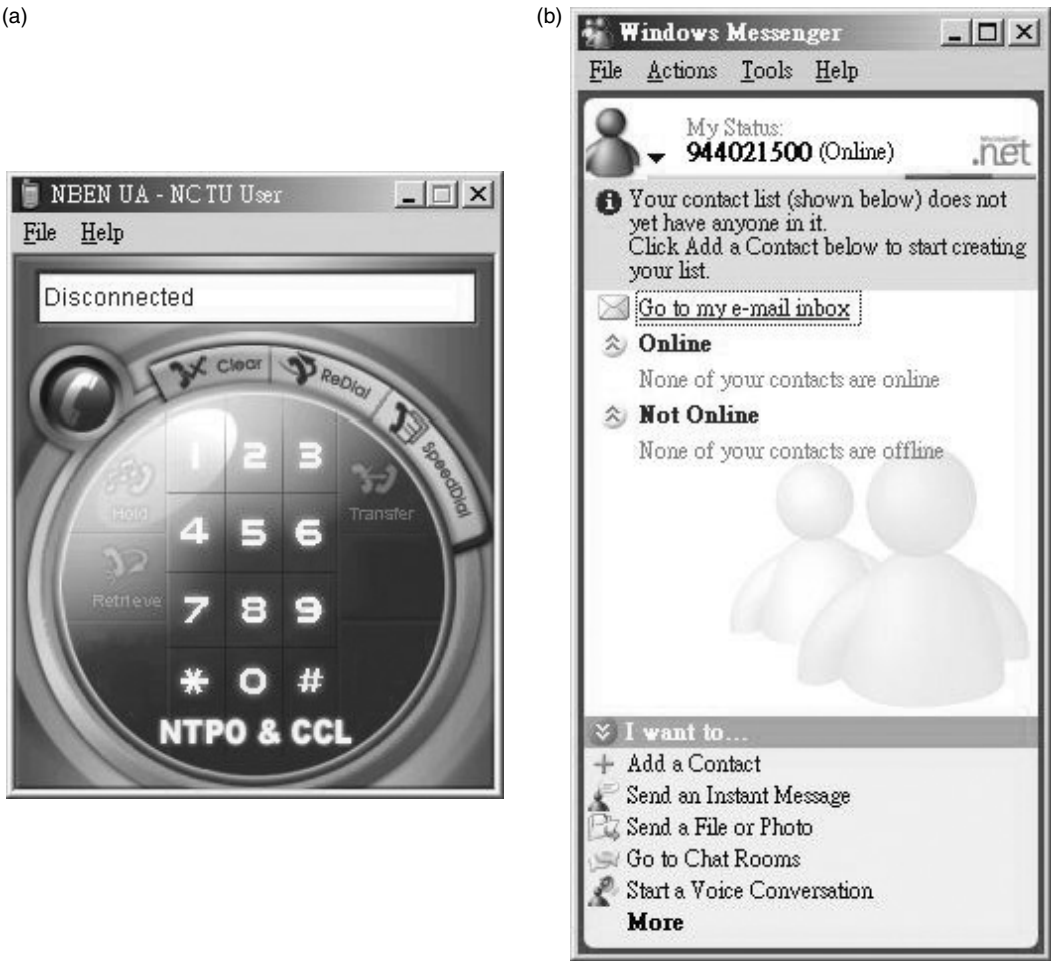 (a)
NBEN UA - NCTU User
File Help
Disconnected
Clear
ReDial
SpeedDial
1 2 3
Hold
Transfer
4 5 6
Retrieve
7 8 9
* 0 #
NTPO & CCL
(b)
Windows Messenger
File Actions Tools Help
My Status:
944021500 (Online)
Microsoft
.net
Your contact list (shown below) does not
yet have anyone in it.
Click Add a Contact below to start creating
your list.
Go to my e-mail inbox
Online
None of your contacts are online
Not Online
None of your contacts are offline
I want to...
Add a Contact
Send an Instant Message
Send a File or Photo
Go to Chat Rooms
Start a Voice Conversation
More